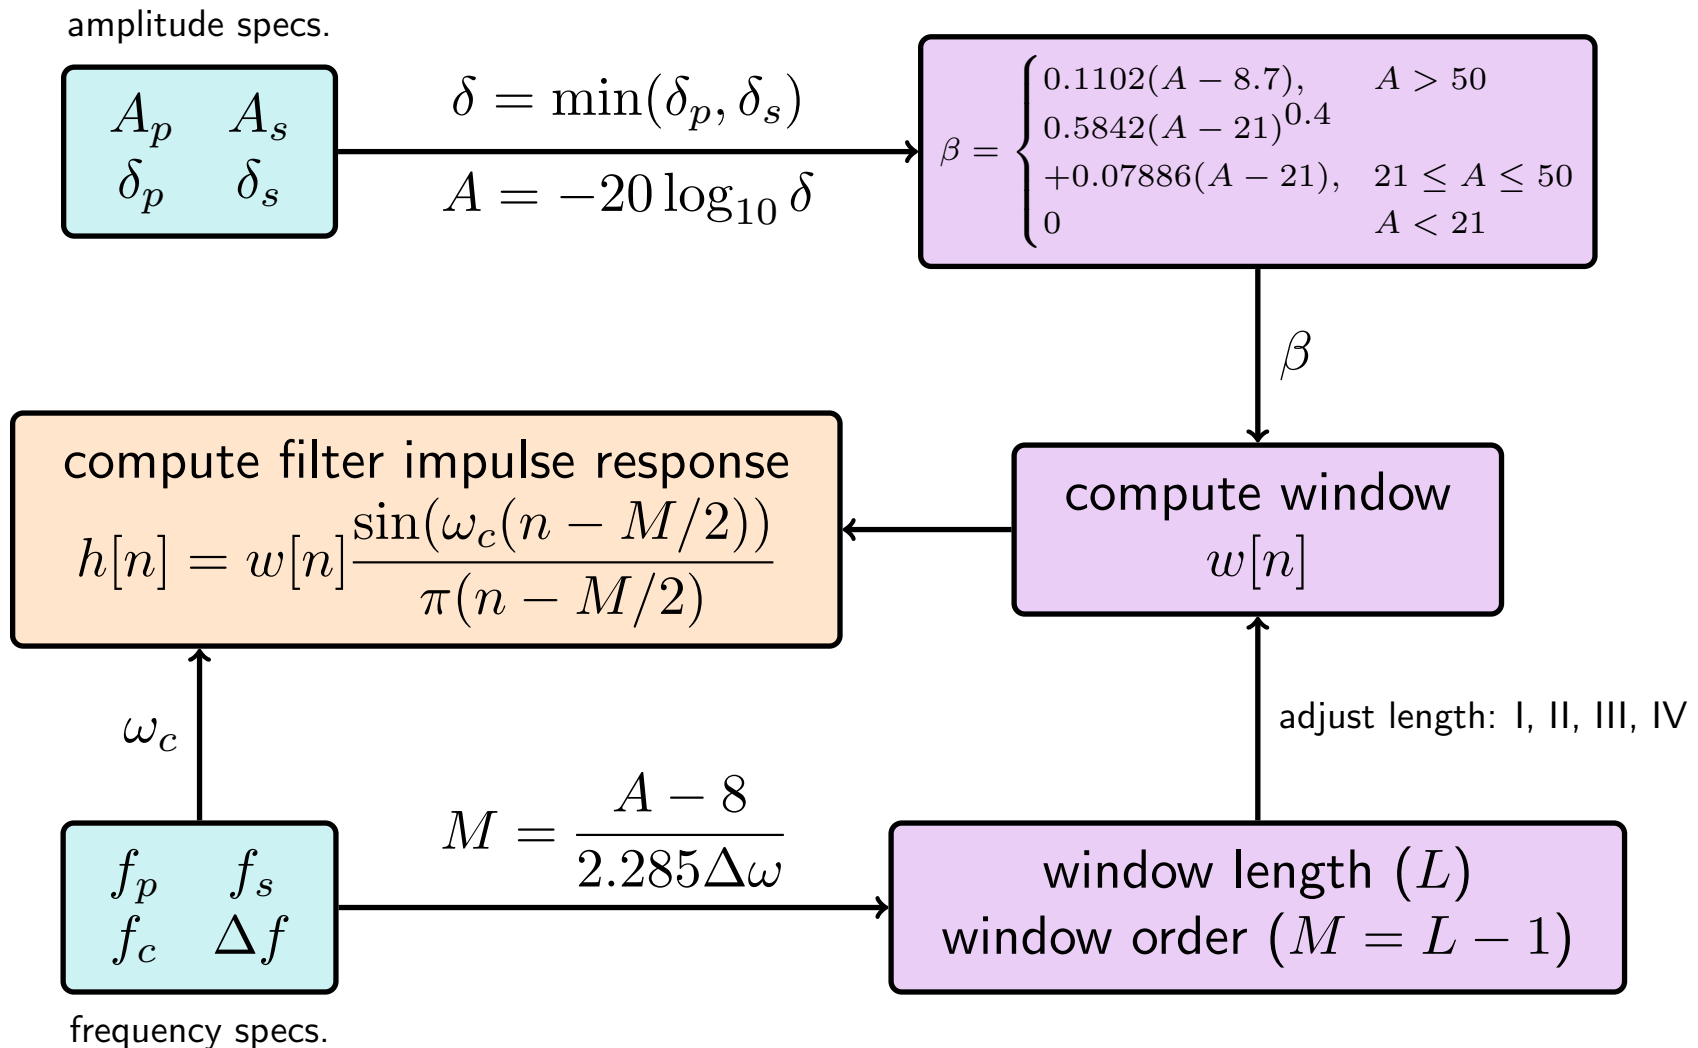 amplitude specs.
A_p A_s
δ_p δ_s
δ = min(δ_p, δ_s)
A = −20 log₁₀ δ
β = { 0.1102(A − 8.7), A > 50
0.5842(A − 21)^0.4
+0.07886(A − 21), 21 ≤ A ≤ 50
0 A < 21
β
compute filter impulse response
h[n] = w[n] sin(ω_c(n − M/2)) / π(n − M/2)
compute window
w[n]
ω_c
adjust length: I, II, III, IV
M = (A − 8) / 2.285Δω
f_p f_s
f_c Δf
window length (L)
window order (M = L − 1)
frequency specs.